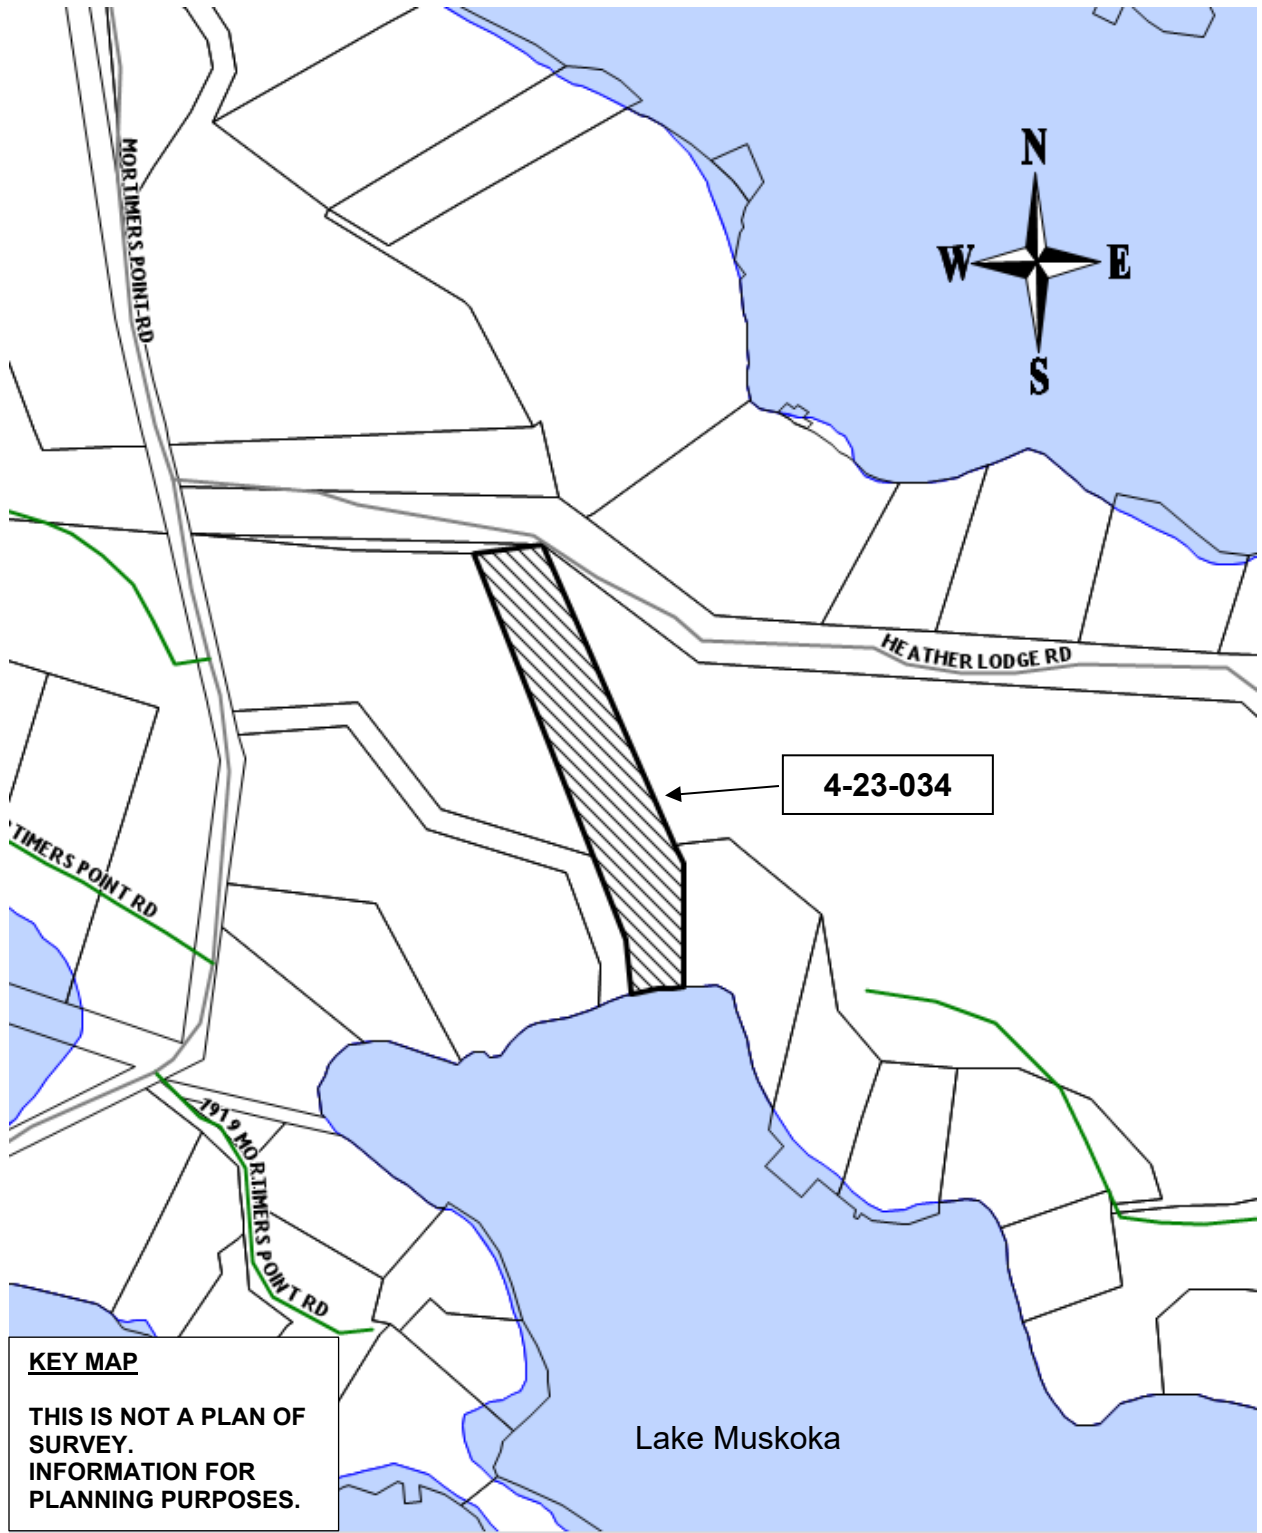 MORTIMERS POINT RD
N
W
E
S
HEATHER LODGE RD
4-23-034
TIMERS POINT RD
7919 MORTIMERS POINT RD
KEY MAP
THIS IS NOT A PLAN OF
SURVEY.
INFORMATION FOR
PLANNING PURPOSES.
Lake Muskoka